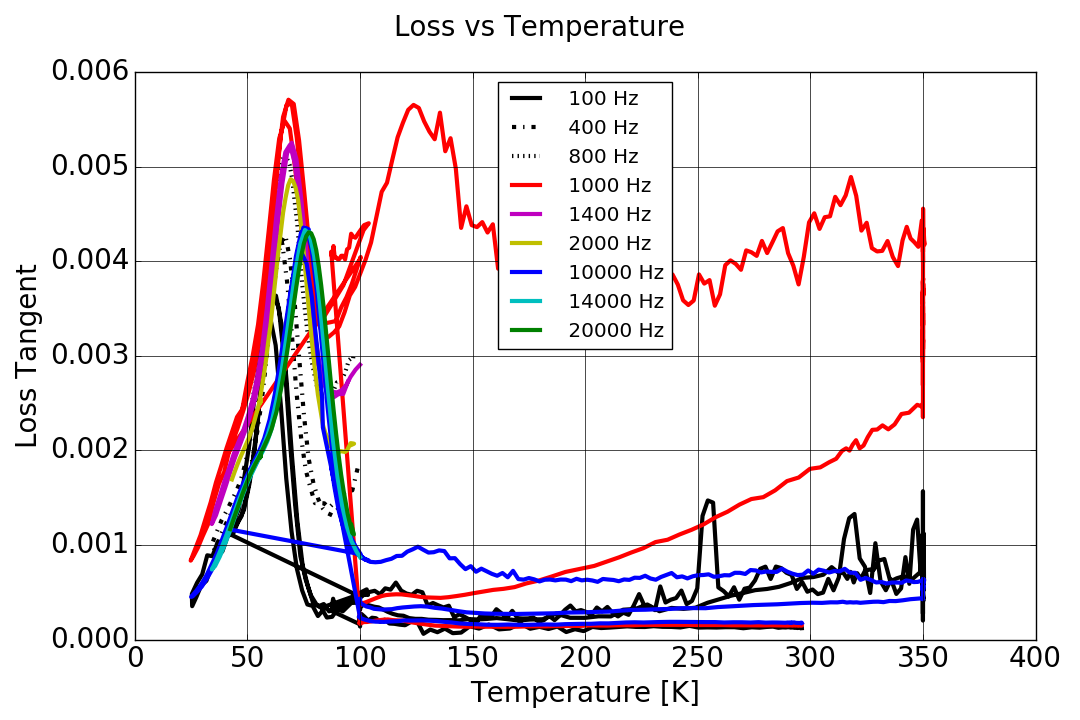 Loss vs Temperature
0.006
0.005
0.004
0.003
0.002
0.001
0.000
Loss Tangent
100 Hz
400 Hz
800 Hz
1000 Hz
1400 Hz
2000 Hz
10000 Hz
14000 Hz
20000 Hz
0 50 100 150 200 250 300 350 400
Temperature [K]